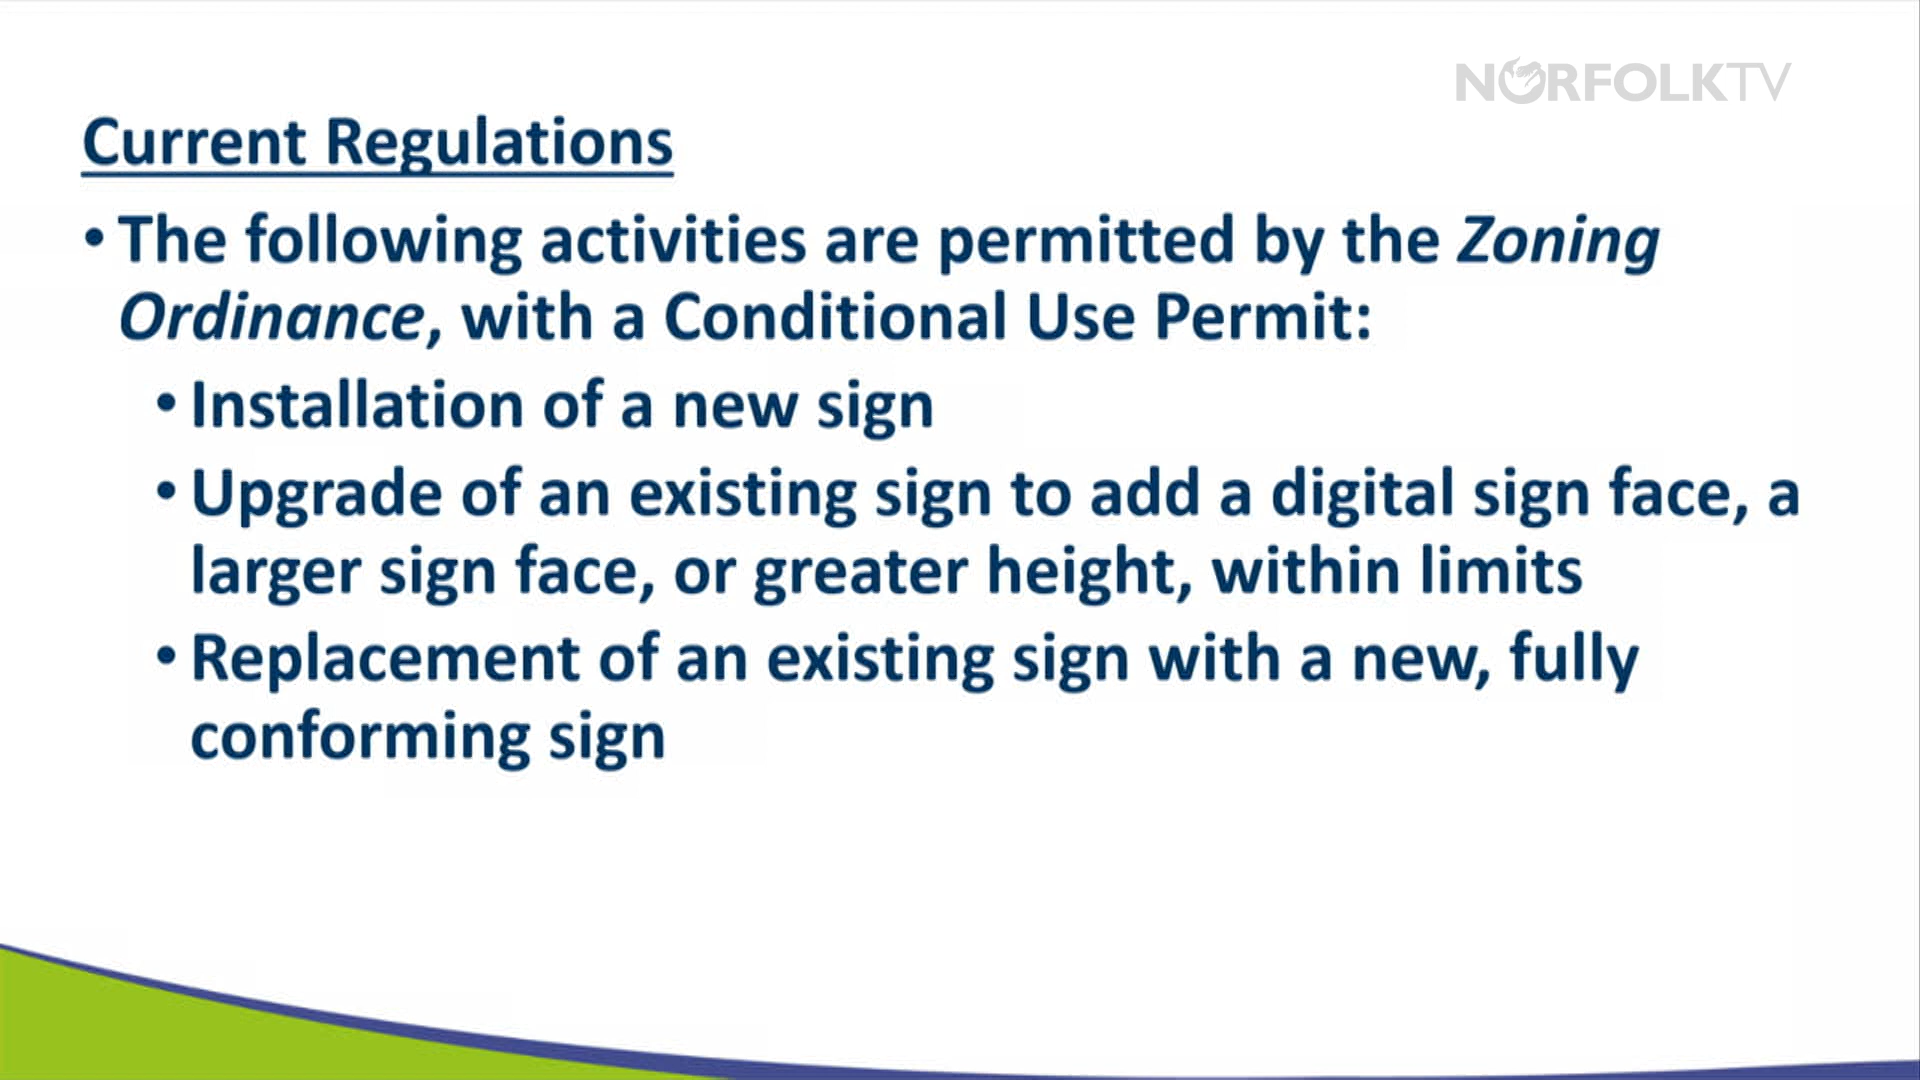 NORFOLKTV
Current Regulations
• The following activities are permitted by the Zoning
Ordinance, with a Conditional Use Permit:
• Installation of a new sign
• Upgrade of an existing sign to add a digital sign face, a
larger sign face, or greater height, within limits
• Replacement of an existing sign with a new, fully
conforming sign